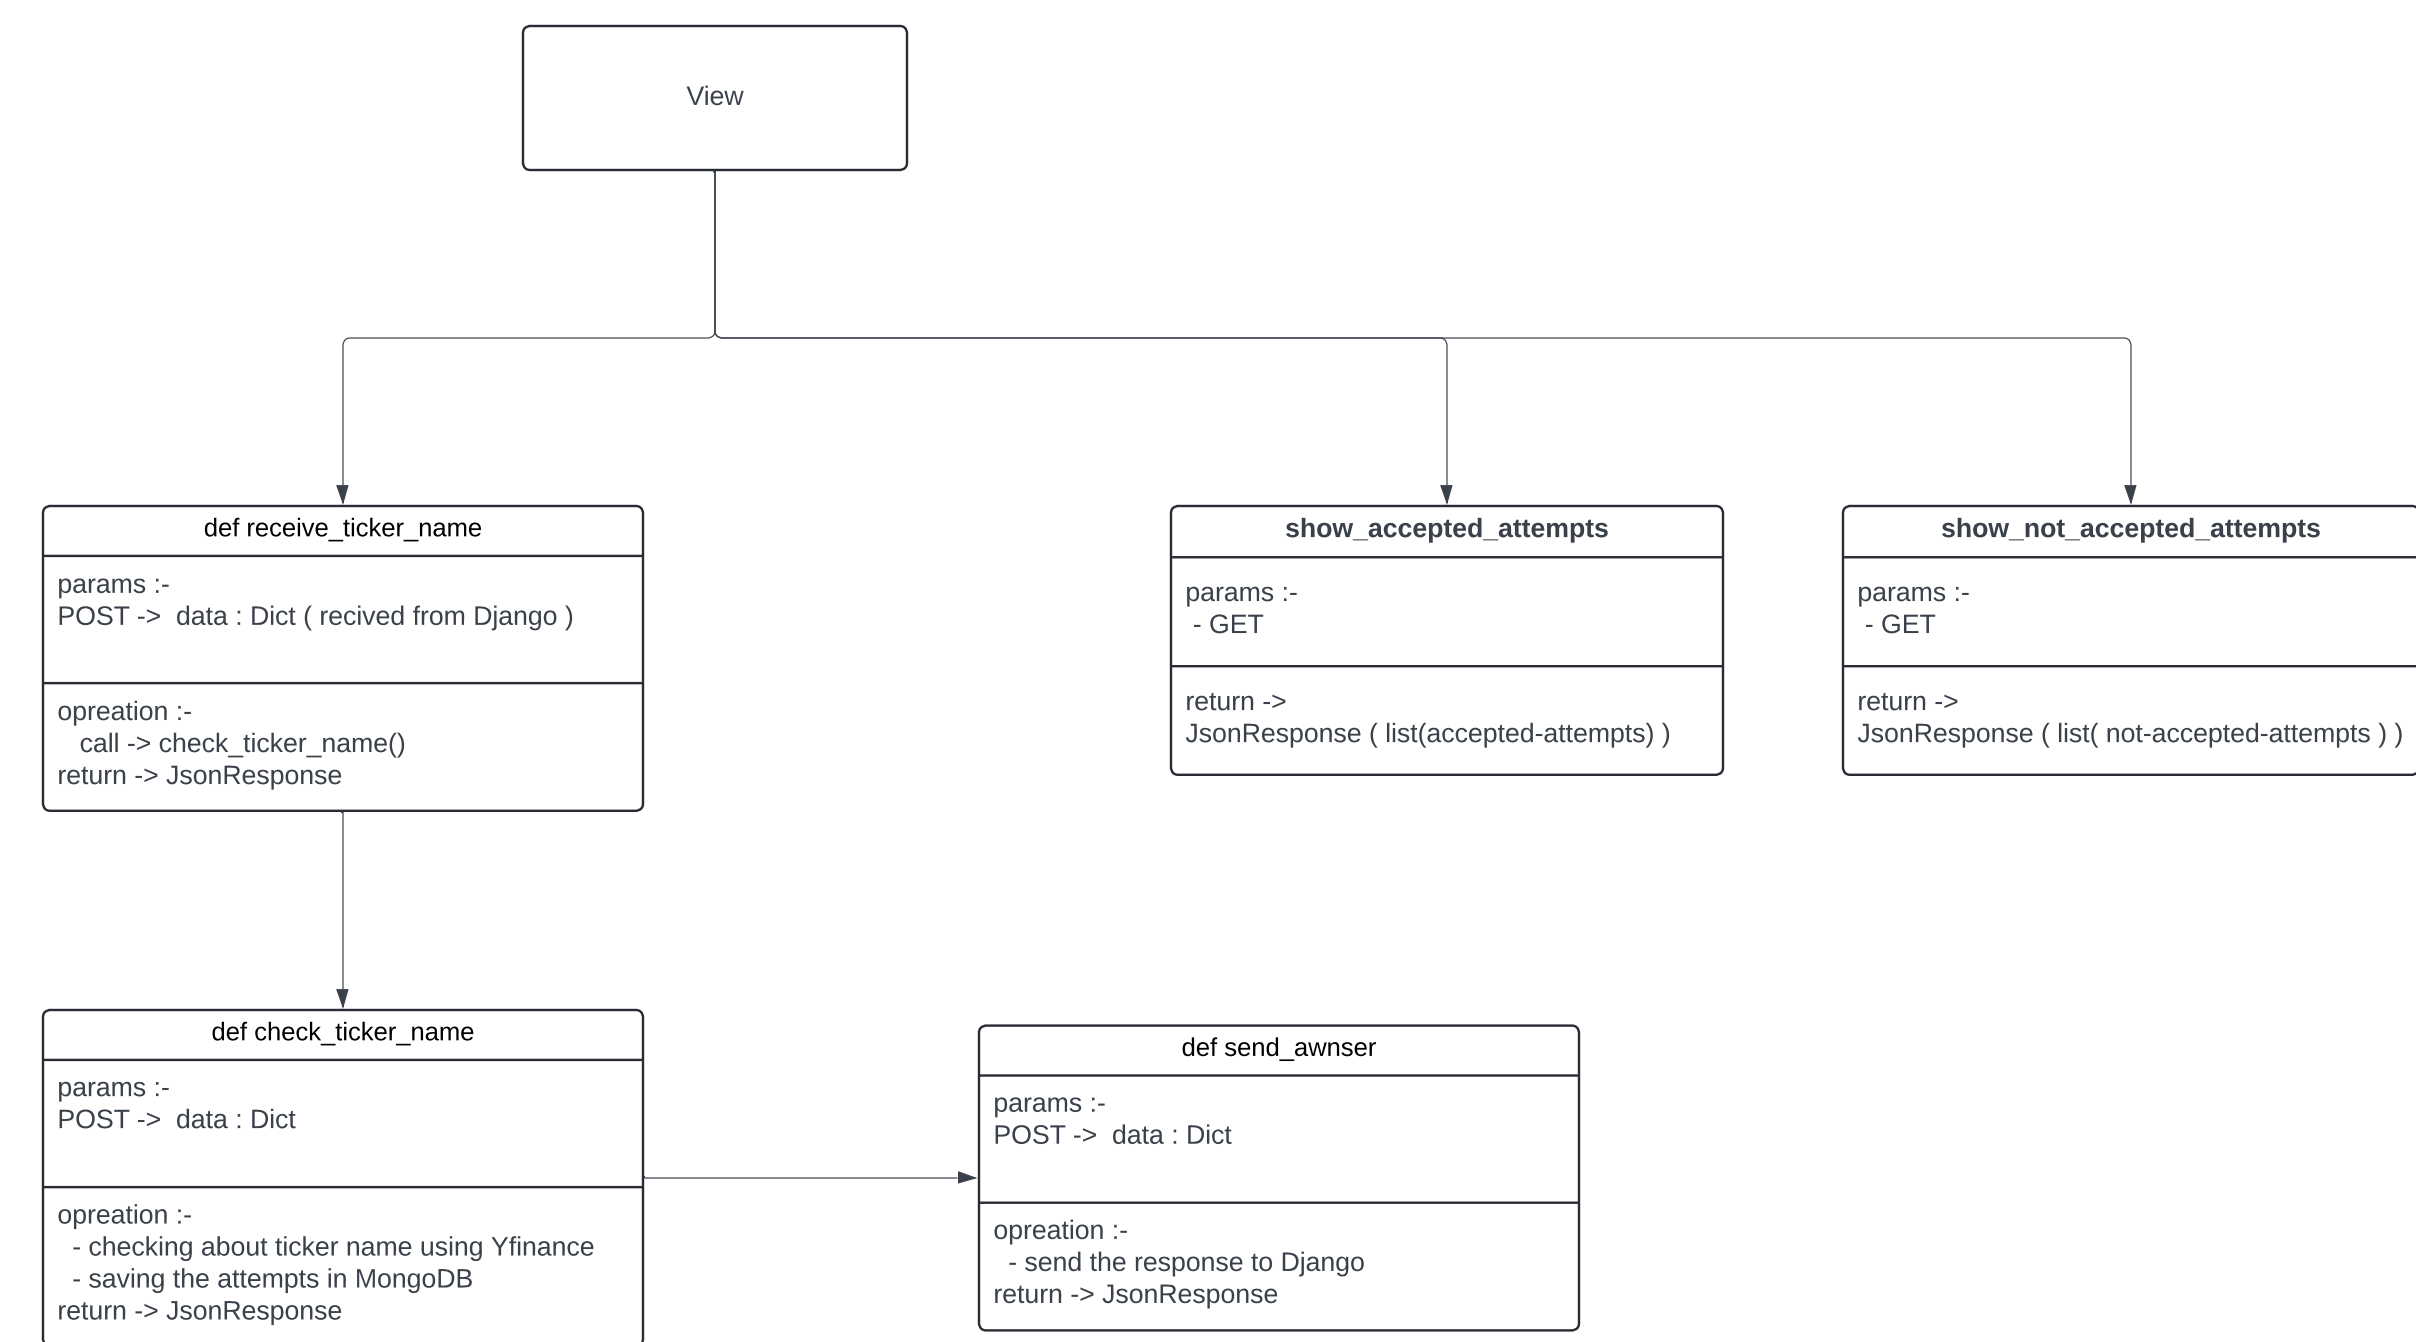 View
def receive_ticker_name
params :-
POST ->  data : Dict ( recived from Django )
opreation :-
   call -> check_ticker_name()
return -> JsonResponse
show_accepted_attempts
params :-
 - GET
return ->
JsonResponse ( list(accepted-attempts) )
show_not_accepted_attempts
params :-
 - GET
return ->
JsonResponse ( list( not-accepted-attempts ) )
def check_ticker_name
params :-
POST ->  data : Dict
opreation :-
  - checking about ticker name using Yfinance
  - saving the attempts in MongoDB
return -> JsonResponse
def send_awnser
params :-
POST ->  data : Dict
opreation :-
  - send the response to Django
return -> JsonResponse